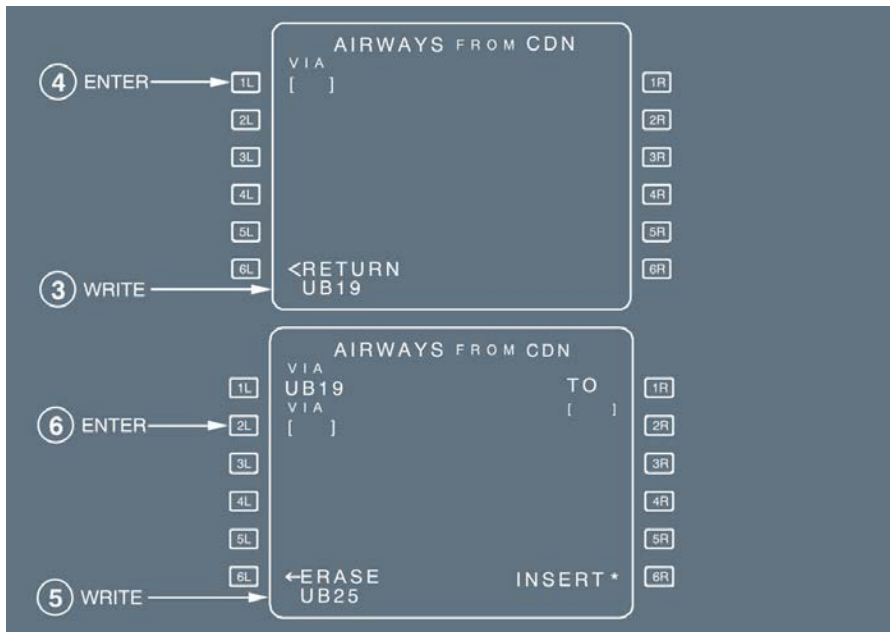 AIRWAYS FROM CDN
VIA
4 ENTER 1L [ ] 1R
2L 2R
3L 3R
4L 4R
5L 5R
6L <RETURN 6R
3 WRITE UB19
AIRWAYS FROM CDN
VIA
1L UB19 TO 1R
VIA [ ]
6 ENTER 2L [ ] 2R
3L 3R
4L 4R
5L 5R
6L ←ERASE INSERT* 6R
5 WRITE UB25